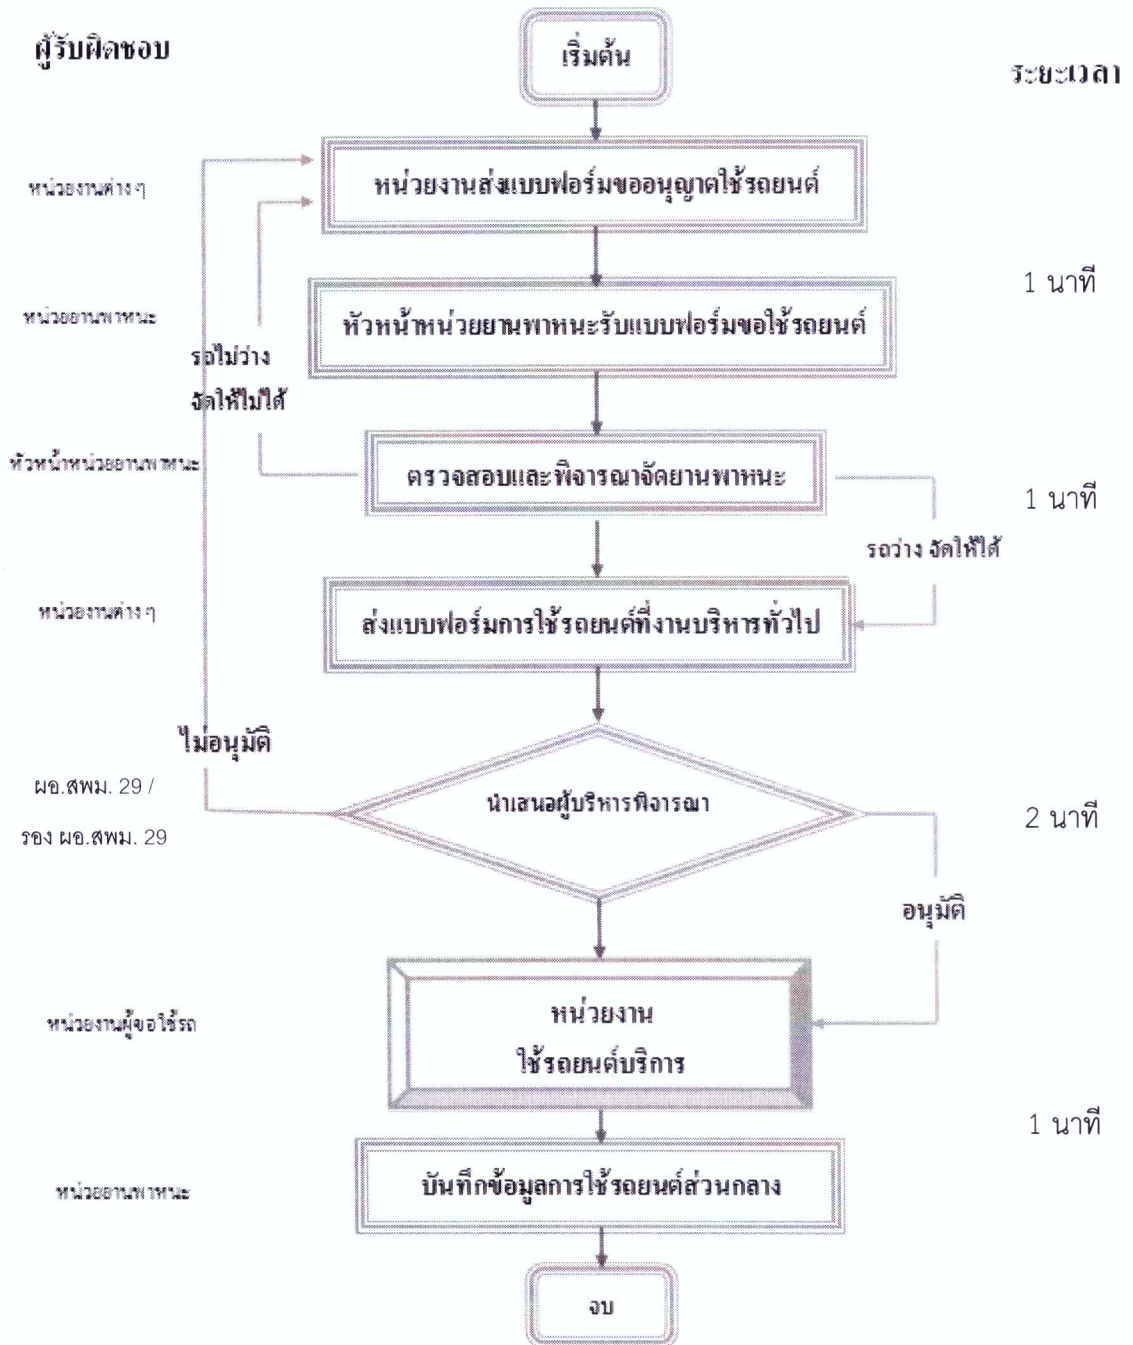 ผู้รับผิดชอบ
เริ่มต้น
ระยะเวลา
หน่วยงานต่าง ๆ
หน่วยงานส่งแบบฟอร์มขออนุญาตใช้รถยนต์
1 นาที
หน่วยยานพาหนะ
หัวหน้าหน่วยยานพาหนะรับแบบฟอร์มขอใช้รถยนต์
รถไม่ว่าง
จัดให้ไม่ได้
หัวหน้าหน่วยยานพาหนะ
ตรวจสอบและพิจารณาจัดยานพาหนะ
1 นาที
รถว่าง จัดให้ได้
หน่วยงานต่าง ๆ
ส่งแบบฟอร์มการใช้รถยนต์ที่งานบริหารทั่วไป
ไม่อนุมัติ
ผอ.สพม. 29 /
รอง ผอ.สพม. 29
นำเสนอผู้บริหารพิจารณา
2 นาที
อนุมัติ
หน่วยงานผู้ขอใช้รถ
หน่วยงาน
ใช้รถยนต์บริการ
1 นาที
หน่วยยานพาหนะ
บันทึกข้อมูลการใช้รถยนต์ส่วนกลาง
จบ